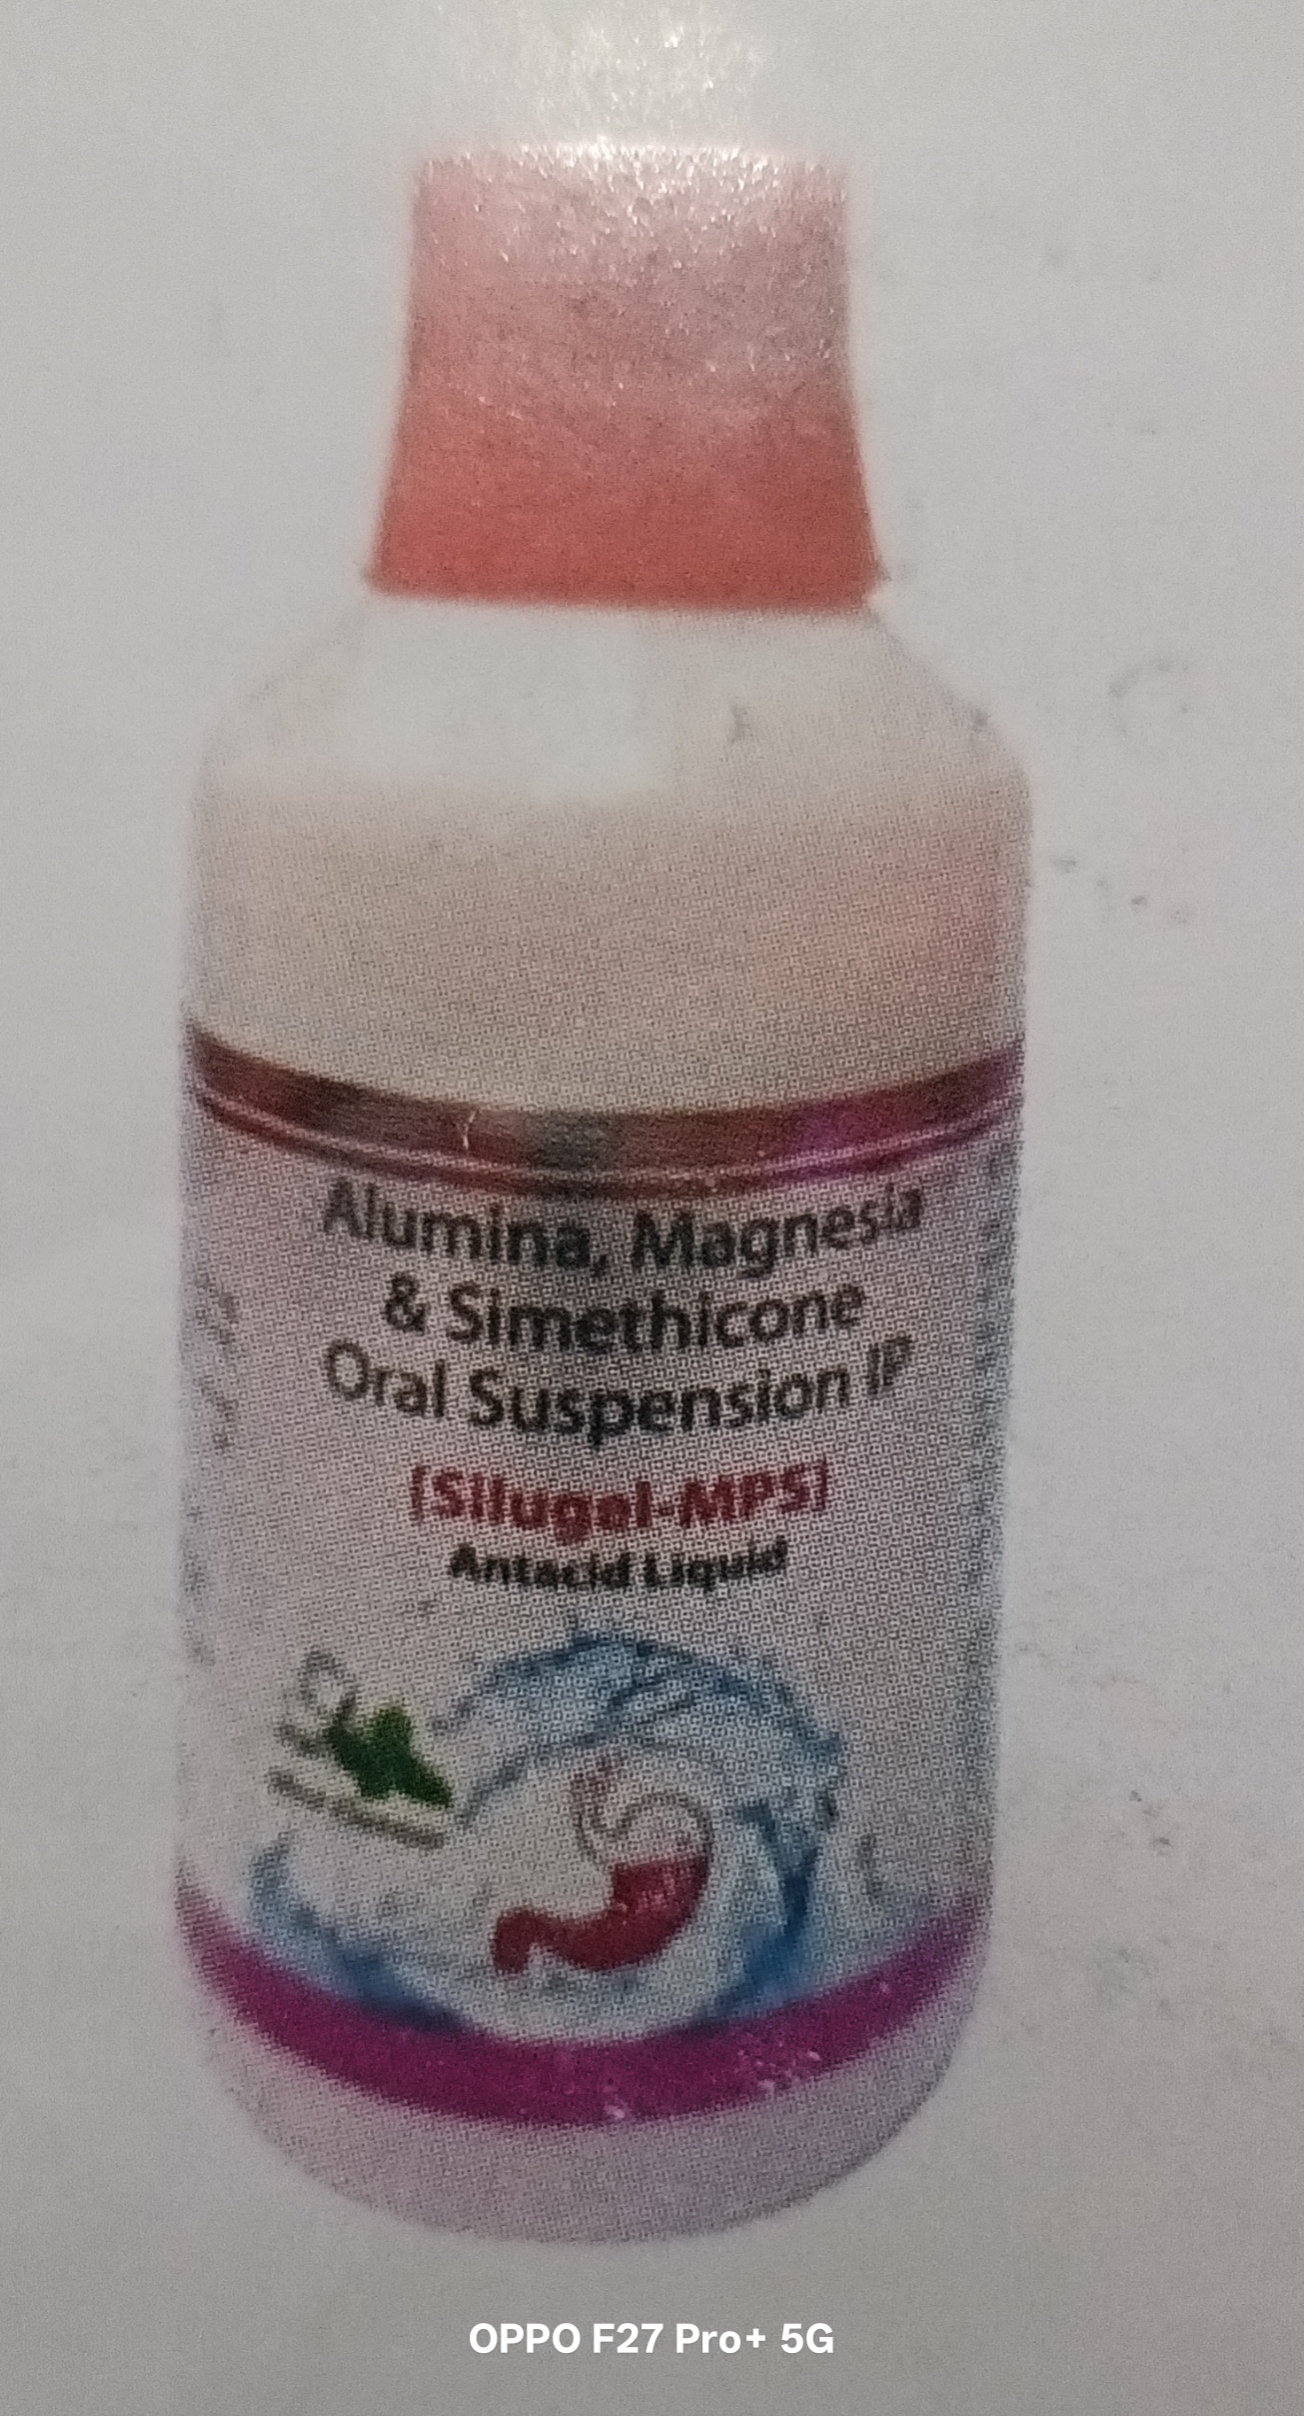 Alumina, Magnesia
& Simethicone
Oral Suspension IP
[Silugel-MPS]
Antacid Liquid
OPPO F27 Pro+ 5G